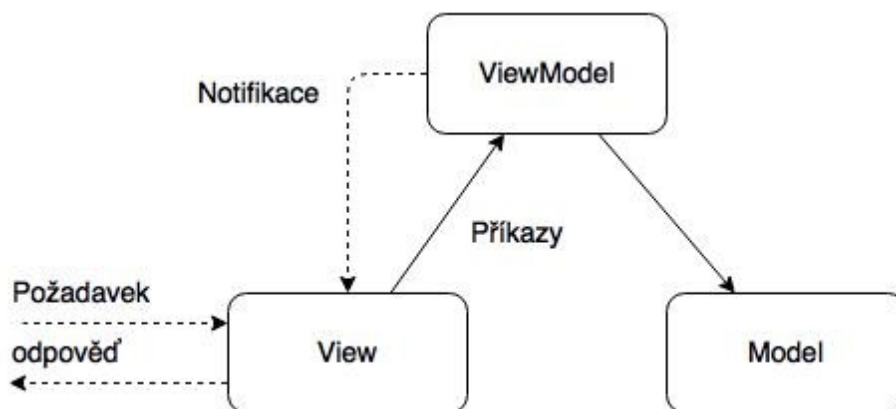 ViewModel
Notifikace
Příkazy
Požadavek
odpověď
View
Model